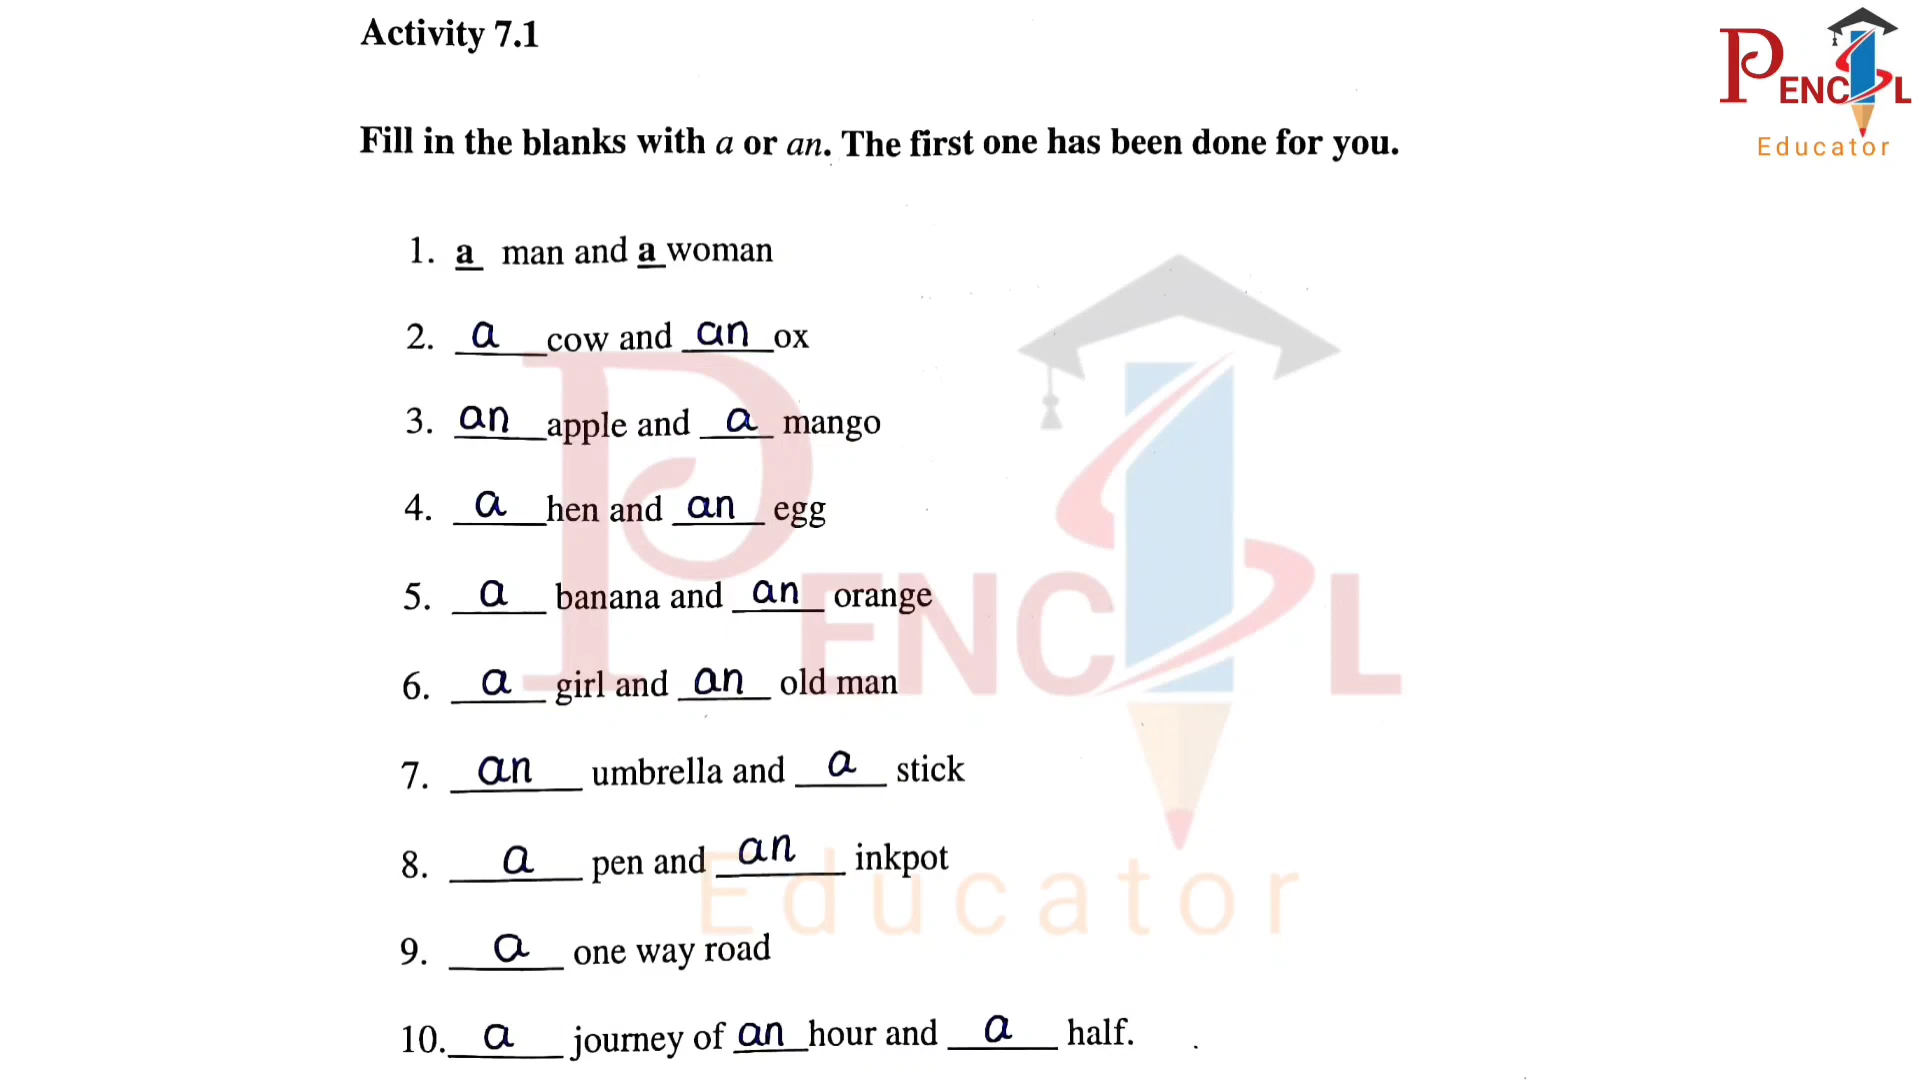 Activity 7.1
PENCIL
Educator
Fill in the blanks with a or an. The first one has been done for you.
1. a man and a woman
2. a cow and an ox
3. an apple and a mango
4. a hen and an egg
5. a banana and an orange
6. a girl and an old man
7. an umbrella and a stick
8. a pen and an inkpot
9. a one way road
10. a journey of an hour and a half.
PENCIL
Educator